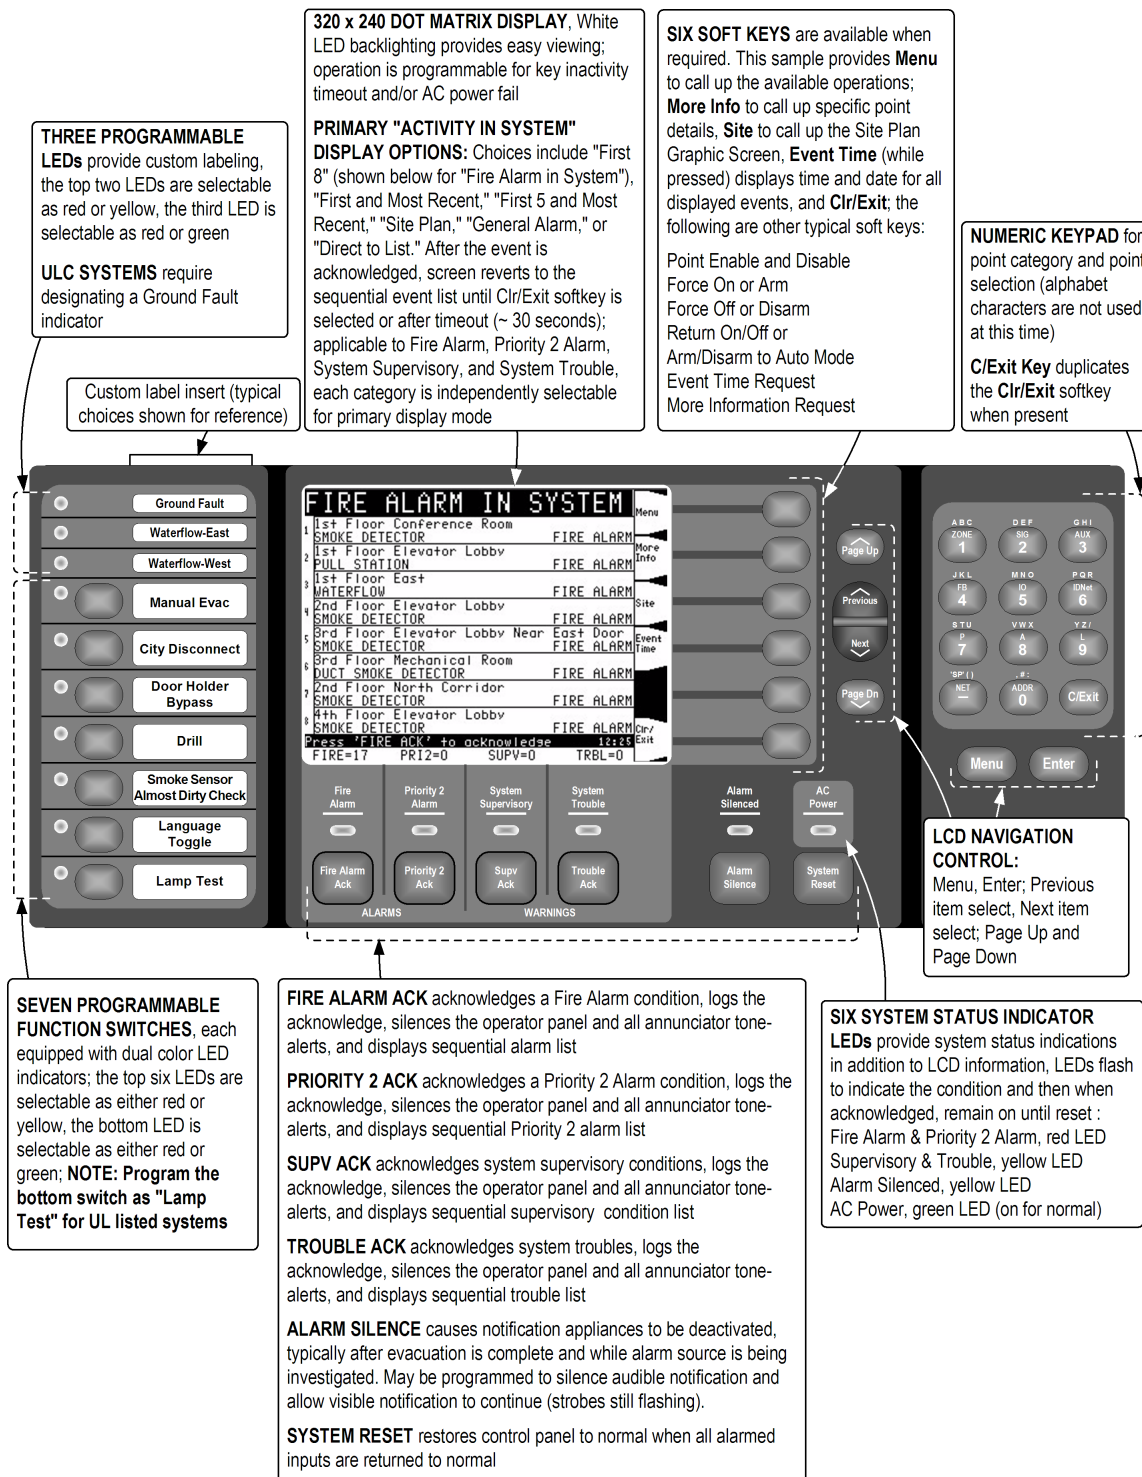 320 x 240 DOT MATRIX DISPLAY, White
LED backlighting provides easy viewing;
operation is programmable for key inactivity
timeout and/or AC power fail
PRIMARY "ACTIVITY IN SYSTEM"
DISPLAY OPTIONS: Choices include "First
8" (shown below for "Fire Alarm in System"),
"First and Most Recent," "First 5 and Most
Recent," "Site Plan," "General Alarm," or
"Direct to List." After the event is
acknowledged, screen reverts to the
sequential event list until Clr/Exit softkey is
selected or after timeout (~ 30 seconds);
applicable to Fire Alarm, Priority 2 Alarm,
System Supervisory, and System Trouble,
each category is independently selectable
for primary display mode
SIX SOFT KEYS are available when
required. This sample provides Menu
to call up the available operations;
More Info to call up specific point
details, Site to call up the Site Plan
Graphic Screen, Event Time (while
pressed) displays time and date for all
displayed events, and Clr/Exit; the
following are other typical soft keys:
Point Enable and Disable
Force On or Arm
Force Off or Disarm
Return On/Off or
Arm/Disarm to Auto Mode
Event Time Request
More Information Request
THREE PROGRAMMABLE
LEDs provide custom labeling,
the top two LEDs are selectable
as red or yellow, the third LED is
selectable as red or green
ULC SYSTEMS require
designating a Ground Fault
indicator
NUMERIC KEYPAD for
point category and point
selection (alphabet
characters are not used
at this time)
C/Exit Key duplicates
the Clr/Exit softkey
when present
Custom label insert (typical
choices shown for reference)
Ground Fault
Waterflow-East
Waterflow-West
Manual Evac
City Disconnect
Door Holder
Bypass
Drill
Smoke Sensor
Almost Dirty Check
Language
Toggle
Lamp Test
FIRE ALARM IN SYSTEM
1 1st Floor Conference Room
SMOKE DETECTOR FIRE ALARM
2 1st Floor Elevator Lobby
PULL STATION FIRE ALARM
3 1st Floor East
WATERFLOW FIRE ALARM
4 2nd Floor Elevator Lobby
SMOKE DETECTOR FIRE ALARM
5 3rd Floor Elevator Lobby Near East Door
SMOKE DETECTOR FIRE ALARM
6 3rd Floor Mechanical Room
DUCT SMOKE DETECTOR FIRE ALARM
7 2nd Floor North Corridor
SMOKE DETECTOR FIRE ALARM
8 4th Floor Elevator Lobby
SMOKE DETECTOR FIRE ALARM
Press 'FIRE ACK' to acknowledge 12:25
FIRE=17 PRI2=0 SUPV=0 TRBL=0
Menu
More
Info
Site
Event
Time
Clr/
Exit
Page Up
Previous
Next
Page Dn
A B C
ZONE
1
D E F
SIG
2
G H I
AUX
3
J K L
FB
4
M N O
IO
5
P Q R
IDNet
6
S T U
P
7
V W X
A
8
Y Z /
L
9
'SP' ( )
NET
–
, # :
ADDR
0
C/Exit
Menu
Enter
Fire
Alarm
Priority 2
Alarm
System
Supervisory
System
Trouble
Alarm
Silenced
AC
Power
Fire Alarm
Ack
Priority 2
Ack
Supv
Ack
Trouble
Ack
Alarm
Silence
System
Reset
ALARMS
WARNINGS
LCD NAVIGATION
CONTROL:
Menu, Enter; Previous
item select, Next item
select; Page Up and
Page Down
SEVEN PROGRAMMABLE
FUNCTION SWITCHES, each
equipped with dual color LED
indicators; the top six LEDs are
selectable as either red or
yellow, the bottom LED is
selectable as either red or
green; NOTE: Program the
bottom switch as "Lamp
Test" for UL listed systems
FIRE ALARM ACK acknowledges a Fire Alarm condition, logs the
acknowledge, silences the operator panel and all annunciator tone-
alerts, and displays sequential alarm list
PRIORITY 2 ACK acknowledges a Priority 2 Alarm condition, logs the
acknowledge, silences the operator panel and all annunciator tone-
alerts, and displays sequential Priority 2 alarm list
SUPV ACK acknowledges system supervisory conditions, logs the
acknowledge, silences the operator panel and all annunciator tone-
alerts, and displays sequential supervisory condition list
TROUBLE ACK acknowledges system troubles, logs the
acknowledge, silences the operator panel and all annunciator tone-
alerts, and displays sequential trouble list
ALARM SILENCE causes notification appliances to be deactivated,
typically after evacuation is complete and while alarm source is being
investigated. May be programmed to silence audible notification and
allow visible notification to continue (strobes still flashing).
SYSTEM RESET restores control panel to normal when all alarmed
inputs are returned to normal
SIX SYSTEM STATUS INDICATOR
LEDs provide system status indications
in addition to LCD information, LEDs flash
to indicate the condition and then when
acknowledged, remain on until reset :
Fire Alarm & Priority 2 Alarm, red LED
Supervisory & Trouble, yellow LED
Alarm Silenced, yellow LED
AC Power, green LED (on for normal)